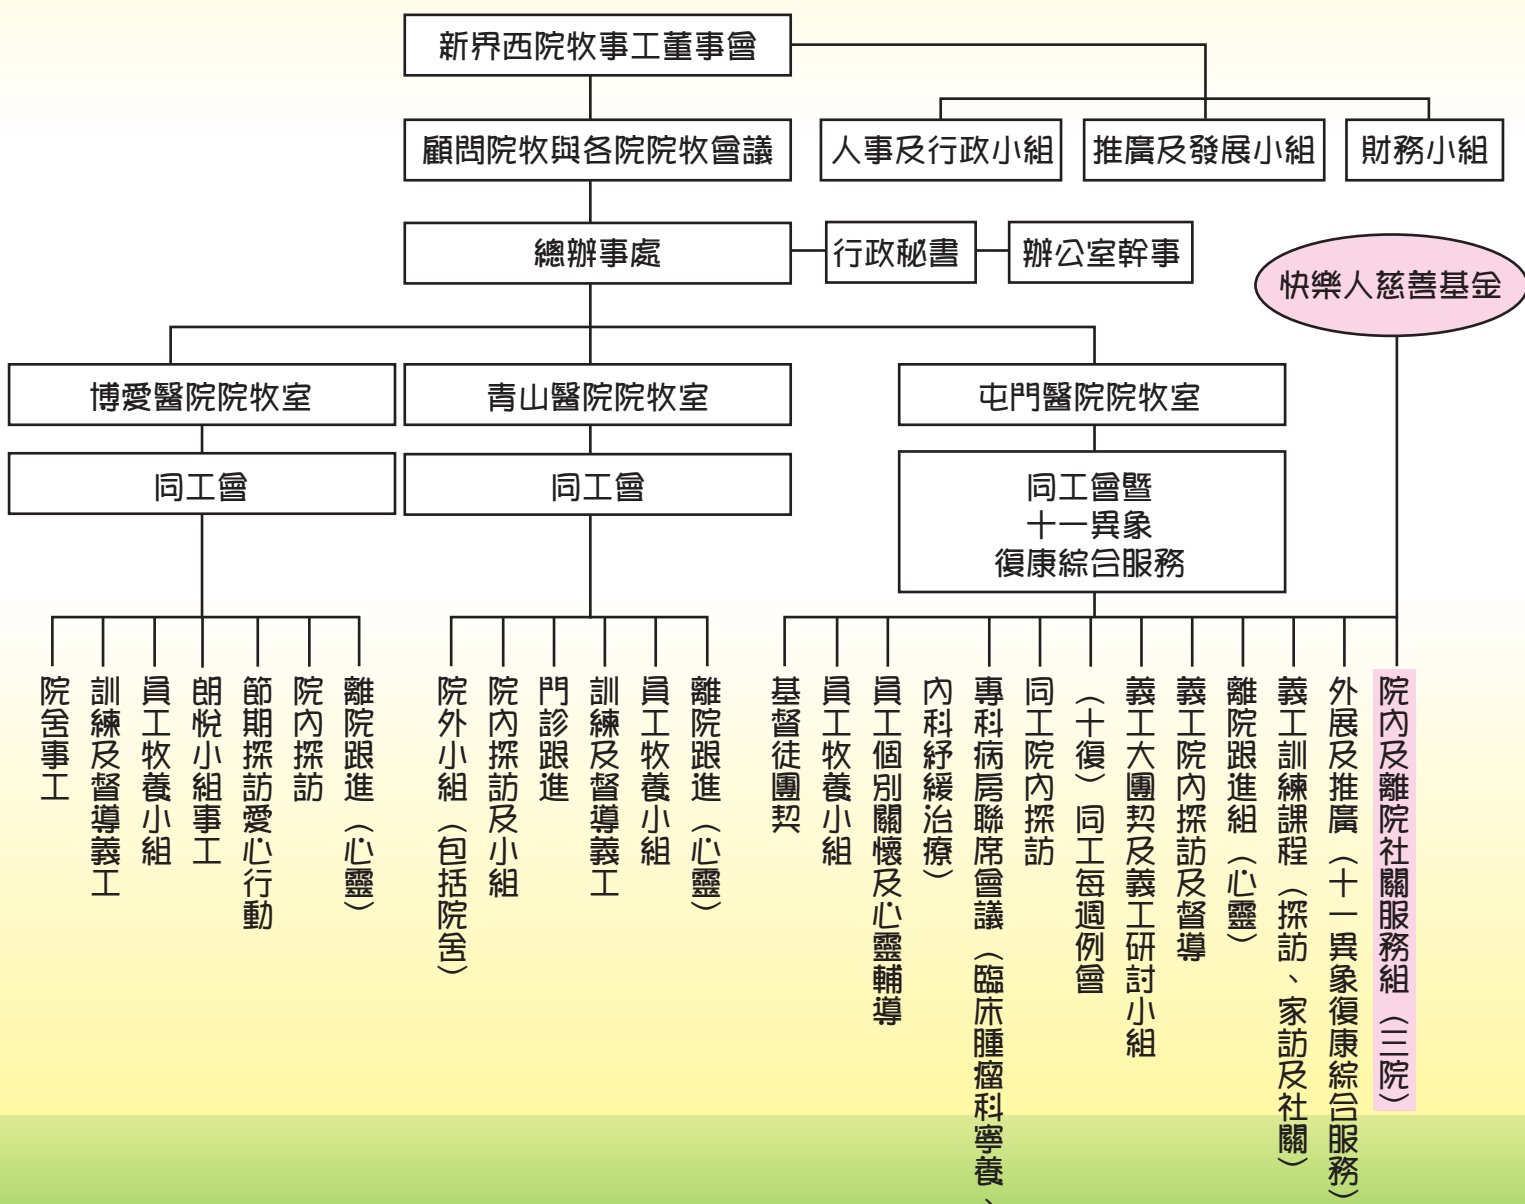 新界西院牧事工董事會
顧問院牧與各院院牧會議
人事及行政小組
推廣及發展小組
財務小組
總辦事處
行政秘書
辦公室幹事
快樂人慈善基金
博愛醫院院牧室
青山醫院院牧室
屯門醫院院牧室
同工會
同工會
同工會暨
十一異象
復康綜合服務
院舍事工
訓練及督導義工
員工牧養小組
朗悅小組事工
節期探訪愛心行動
院內探訪
離院跟進（心靈）
院外小組（包括院舍）
院內探訪及小組
門診跟進
訓練及督導義工
員工牧養小組
離院跟進（心靈）
基督徒團契
員工牧養小組
員工個別關懷及心靈輔導
專科病房聯席會議（臨床腫瘤科寧養、
內科紓緩治療）
同工院內探訪
（十復）同工每週例會
義工大團契及義工研討小組
義工院內探訪及督導
離院跟進組（心靈）
義工訓練課程（探訪、家訪及社關）
外展及推廣（十一異象復康綜合服務）
院內及離院社關服務組（三院）